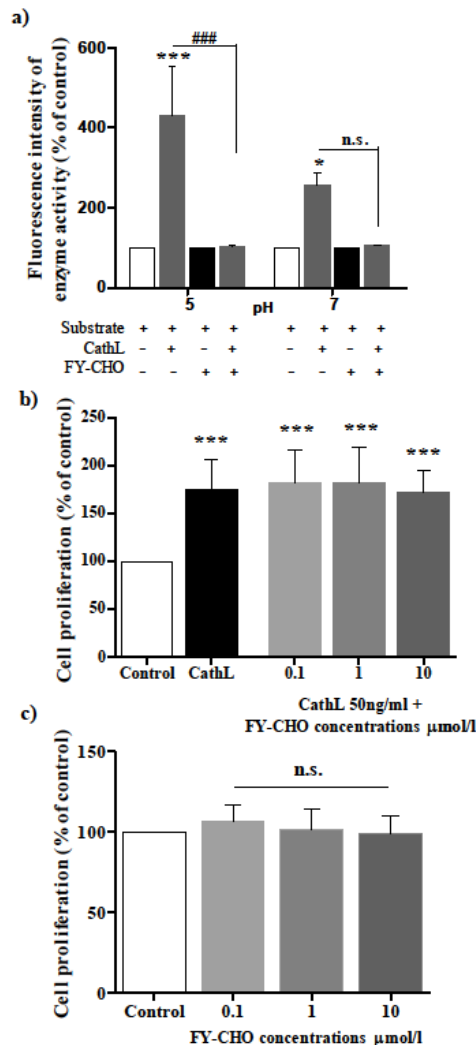 a)
Fluorescence intensity of
enzyme activity (% of control)
600
400
200
0
***
###
*
n.s.
5 pH 7
Substrate + + + + + + + +
CathL - + - + - + - +
FY-CHO - - + + - - + +
b)
Cell proliferation (% of control)
250
200
150
100
50
0
*** *** *** ***
Control CathL 0.1 1 10
CathL 50ng/ml +
FY-CHO concentrations μmol/l
c)
Cell proliferation (% of control)
150
100
50
0
n.s.
Control 0.1 1 10
FY-CHO concentrations μmol/l